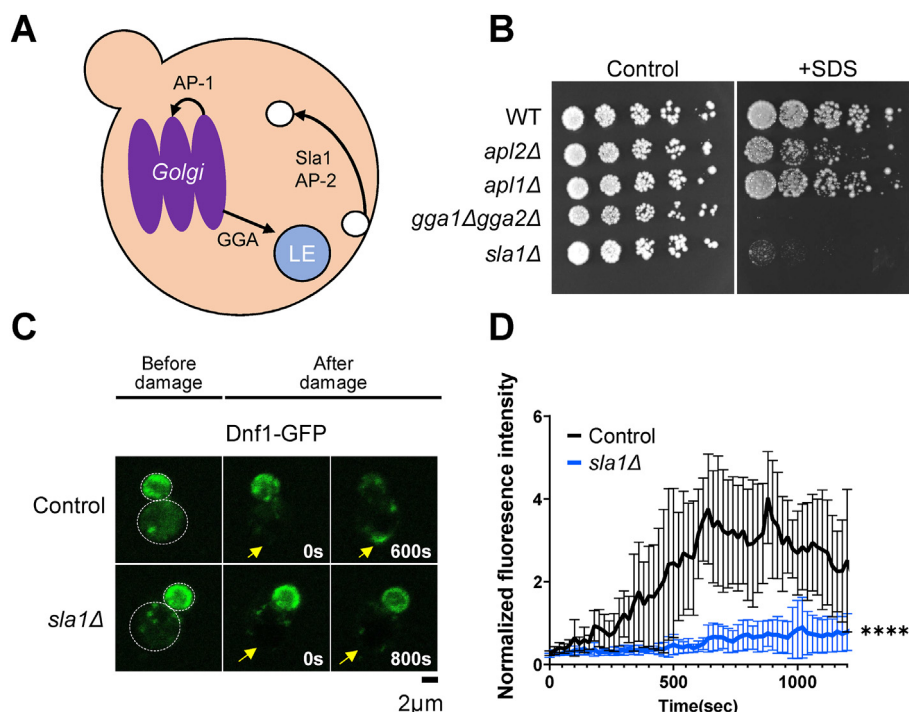 A
AP-1
Golgi
Sla1
AP-2
GGA
LE
B
Control
+SDS
WT
apl2Δ
apl1Δ
gga1Δgga2Δ
sla1Δ
C
Before
damage
After
damage
Dnf1-GFP
Control
0s
600s
sla1Δ
0s
800s
2μm
D
Normalized fluoresence intensity
6
4
2
0
Control
sla1Δ
****
0
500
1000
Time(sec)